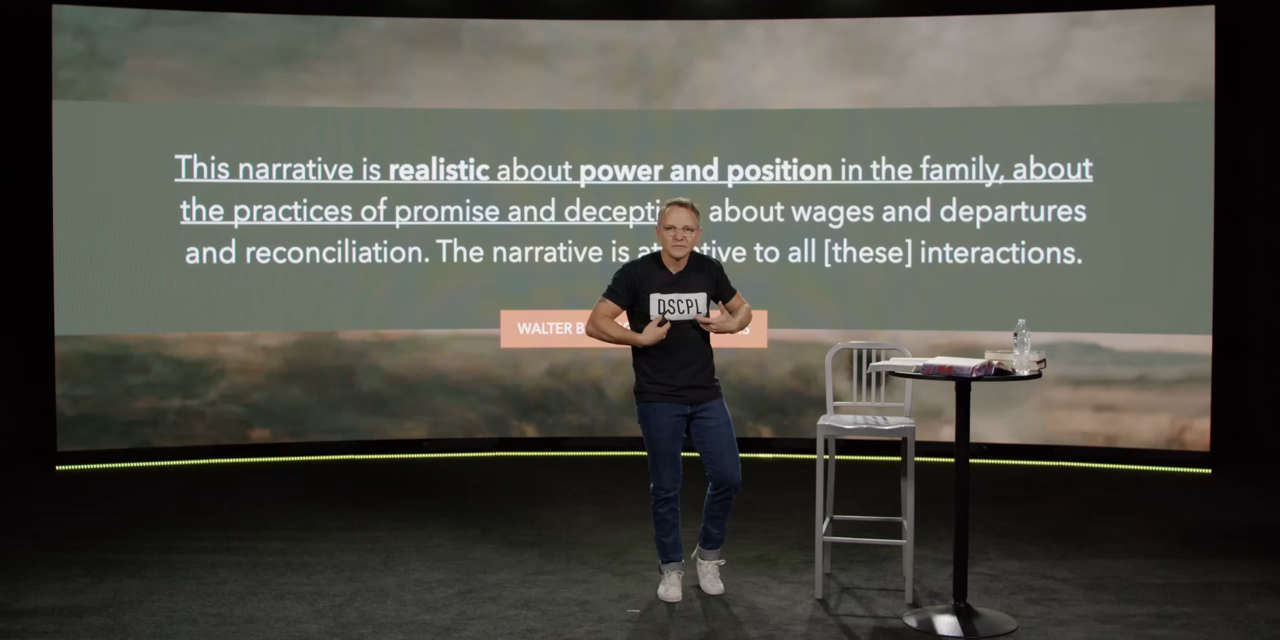 This narrative is realistic about power and position in the family, about
the practices of promise and about wages and departures
and reconciliation. The narrative is to all [these] interactions.
WALTER
DSCPL